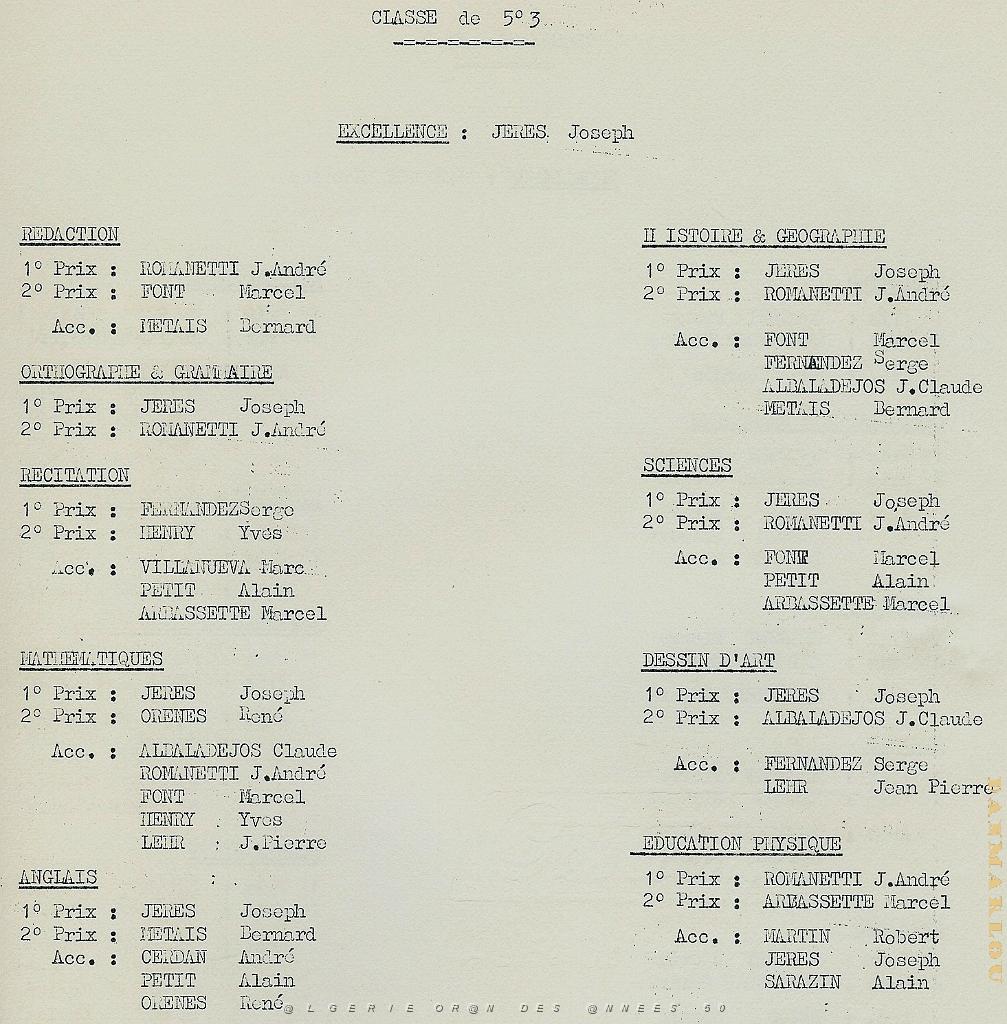 CLASSE de 5° 3
EXCELLENCE : JERES Joseph
REDACTION
1° Prix : ROMANETTI J.André
2° Prix : FONT Marcel
Acc. : METAIS Bernard
ORTHOGRAPHE & GRAMMAIRE
1° Prix : JERES Joseph
2° Prix : ROMANETTI J.André
RECITATION
1° Prix : FERNANDEZSerge
2° Prix : HENRY Yves
Acc. : VILLANUEVA Marc
PETIT Alain
ARBASSETTE Marcel
MATHEMATIQUES
1° Prix : JERES Joseph
2° Prix : ORENES René
Acc. : ALBALADEJOS Claude
ROMANETTI J.André
FONT Marcel
HENRY Yves
LEHR J.Pierre
ANGLAIS
1° Prix : JERES Joseph
2° Prix : METAIS Bernard
Acc. : CERDAN André
PETIT Alain
ORENES René
H ISTOIRE & GEOGRAPHIE
1° Prix : JERES Joseph
2° Prix : ROMANETTI J.André
Acc. : FONT Marcel
FERNANDEZ Serge
ALBALADEJOS J.Claude
METAIS Bernard
SCIENCES
1° Prix : JERES Joseph
2° Prix : ROMANETTI J.André
Acc. : FONT Marcel
PETIT Alain
ARBASSETTE Marcel
DESSIN D'ART
1° Prix : JERES Joseph
2° Prix : ALBALADEJOS J.Claude
Acc. : FERNANDEZ Serge
LEHR Jean Pierre
EDUCATION PHYSIQUE
1° Prix : ROMANETTI J.André
2° Prix : ARBASSETTE Marcel
Acc. : MARTIN Robert
JERES Joseph
SARAZIN Alain
@LGERIE OR@N DES @NNEES 50
PAPMARLOU